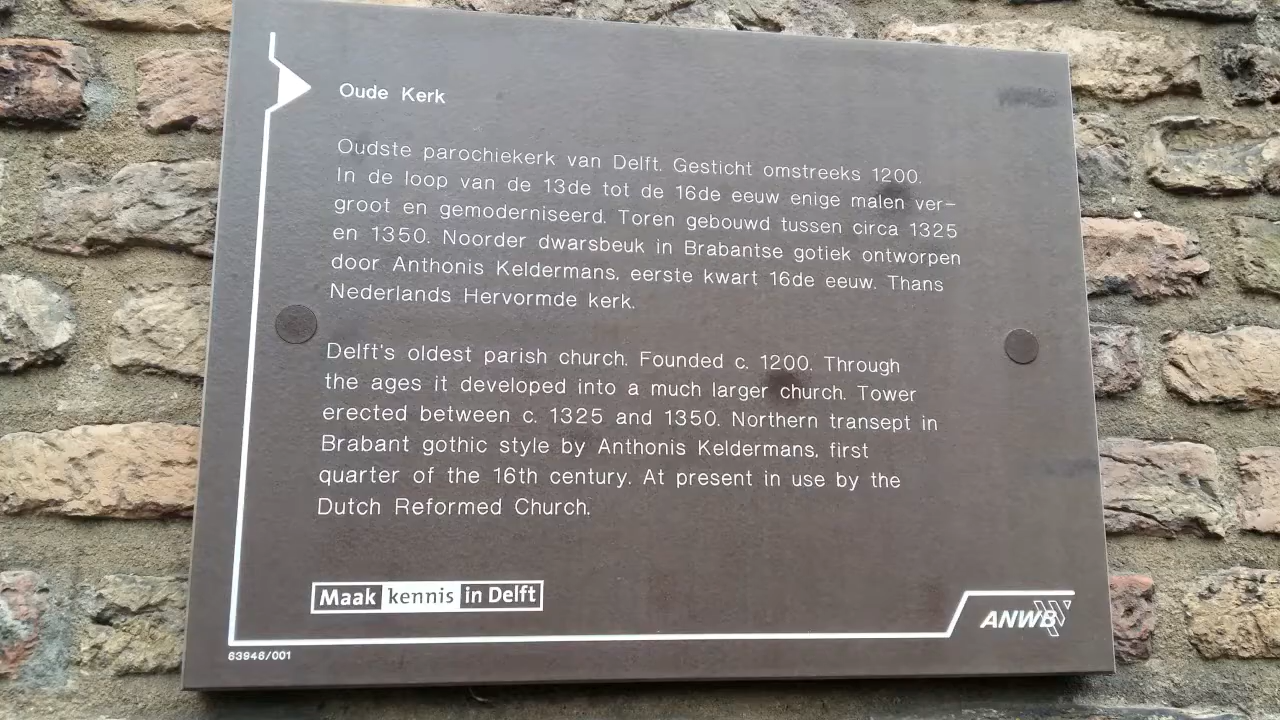 Oude Kerk
Oudste parochiekerk van Delft. Gesticht omstreeks 1200.
In de loop van de 13de tot de 16de eeuw enige malen ver-
groot en gemoderniseerd. Toren gebouwd tussen circa 1325
en 1350. Noorder dwarsbeuk in Brabantse gotiek ontworpen
door Anthonis Keldermans, eerste kwart 16de eeuw. Thans
Nederlands Hervormde kerk.
Delft's oldest parish church. Founded c. 1200. Through
the ages it developed into a much larger church. Tower
erected between c. 1325 and 1350. Northern transept in
Brabant gothic style by Anthonis Keldermans, first
quarter of the 16th century. At present in use by the
Dutch Reformed Church.
Maak kennis in Delft
ANWB
63946/001